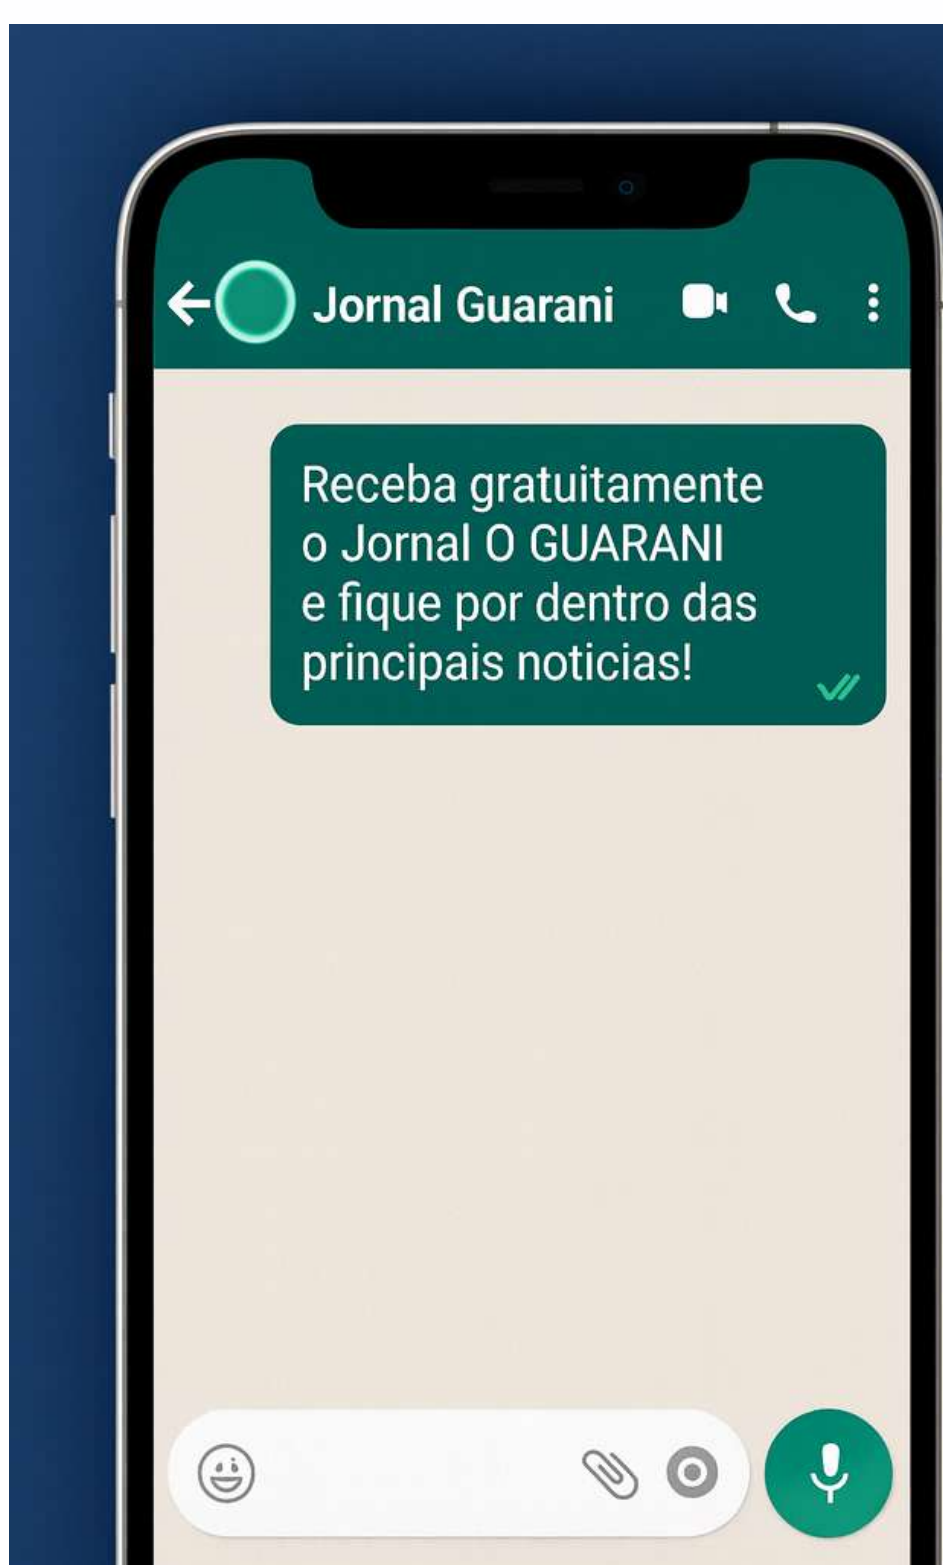 Jornal Guarani
Receba gratuitamente
o Jornal O GUARANI
e fique por dentro das
principais noticias!